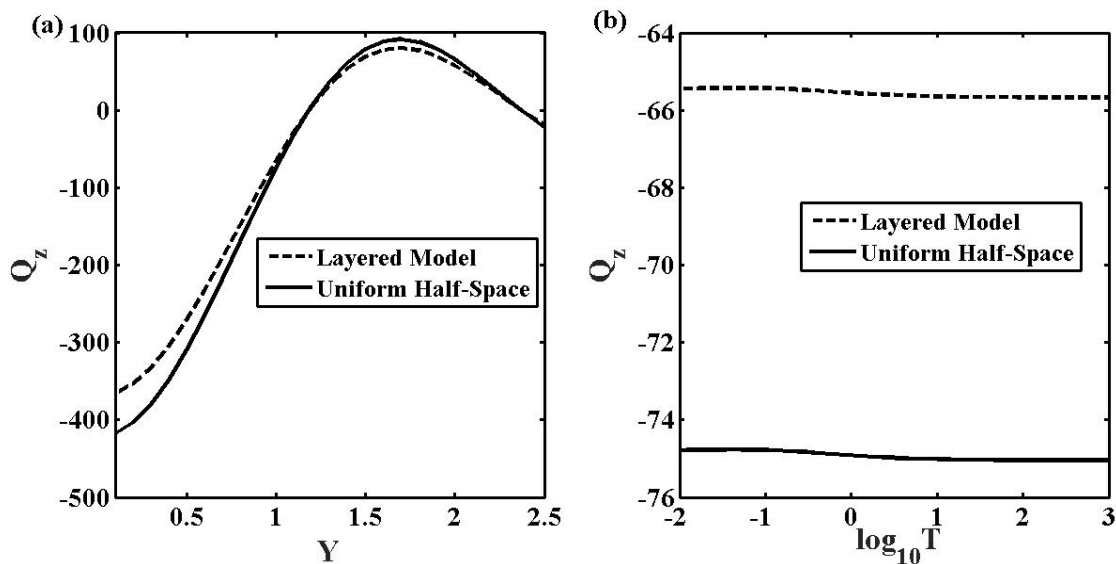 (a)
100
0
-100
-200
-300
-400
-500
Q_z
0.5
1
1.5
2
2.5
Y
Layered Model
Uniform Half-Space
(b)
-64
-66
-68
-70
-72
-74
-76
Q_z
-2
-1
0
1
2
3
log₁₀T
Layered Model
Uniform Half-Space